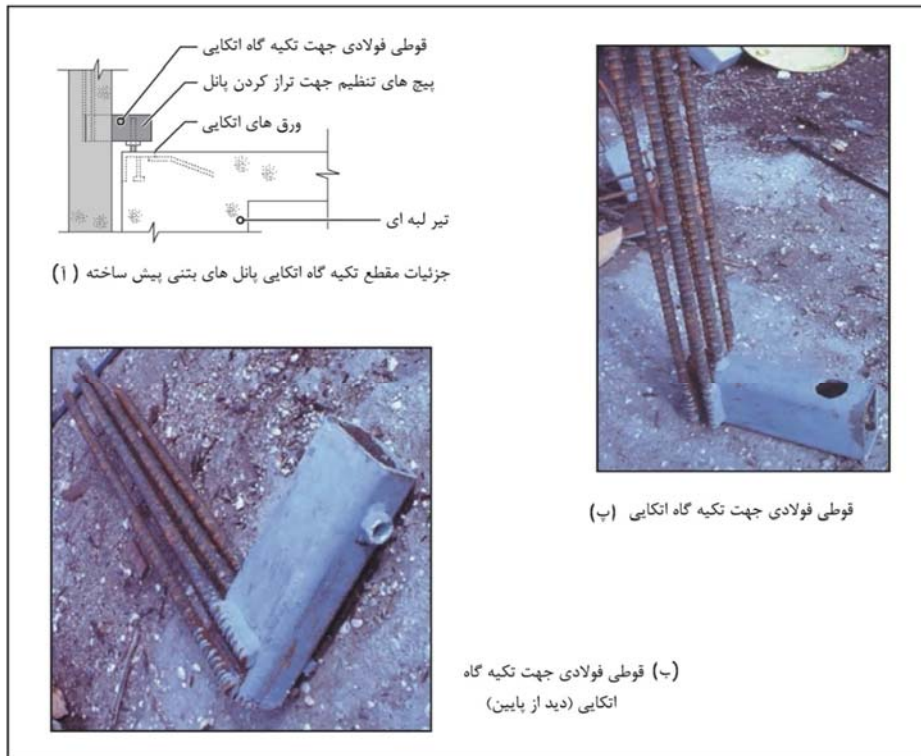 قوطی فولادی جهت تکیه گاه اتکایی
پیچ های تنظیم جهت تراز کردن پانل
ورق های اتکایی
تیر لبه ای
جزئیات مقطع تکیه گاه اتکایی پانل های بتنی پیش ساخته (آ)
قوطی فولادی جهت تکیه گاه اتکایی (پ)
(ب) قوطی فولادی جهت تکیه گاه
اتکایی (دید از پایین)